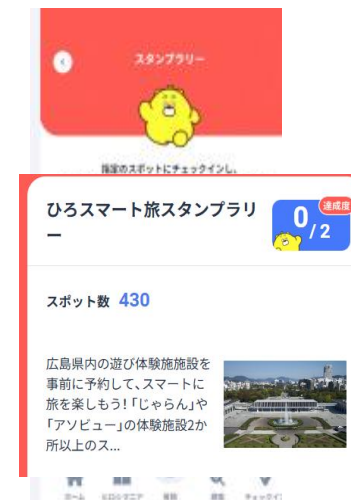 スタンプラリー
指定のスポットにチェックインし、
ひろスマート旅スタンプラリ
ー
達成度
0
/2
スポット数 430
広島県内の遊び体験施施設を
事前に予約して、スマートに
旅を楽しもう！「じゃらん」や
「アソビュー」の体験施設2か
所以上のス...
ホーム